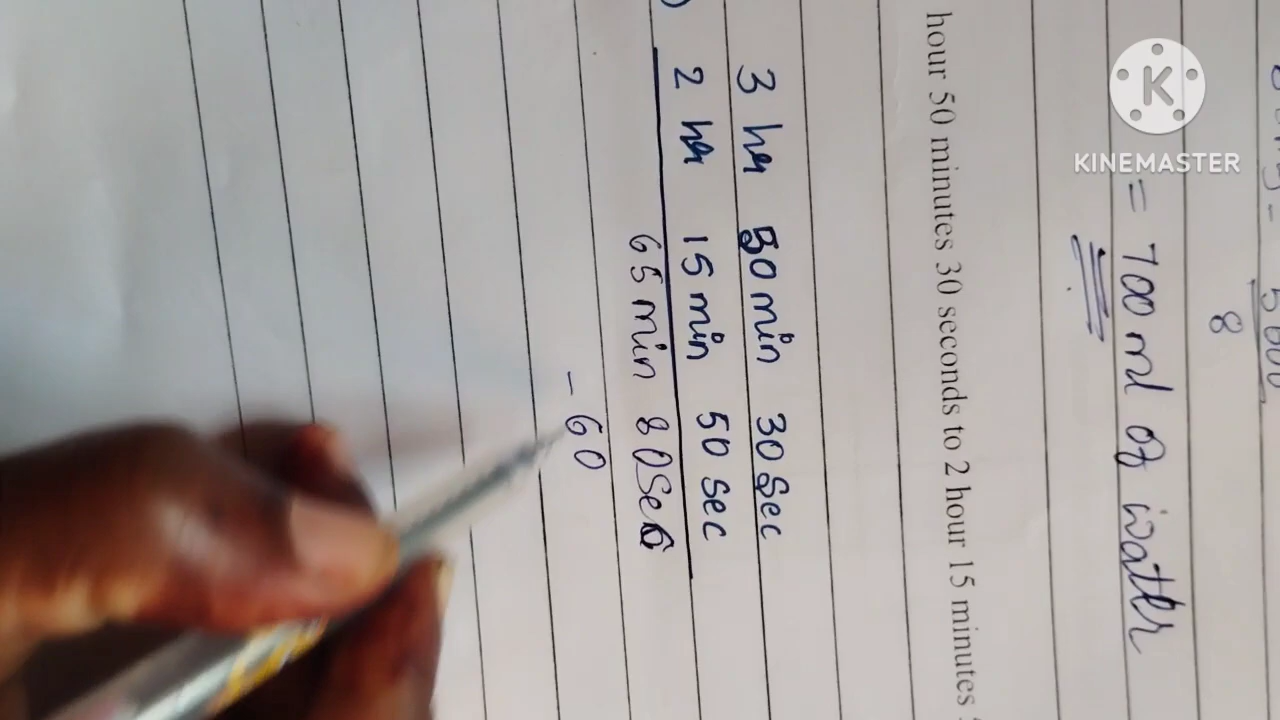 8
= 700 ml of water
hour 50 minutes 30 seconds to 2 hour 15 minutes
3 hr 50 min 30 sec
2 hr 15 min 50 sec
65 min 80 sec
- 60
KINEMASTER